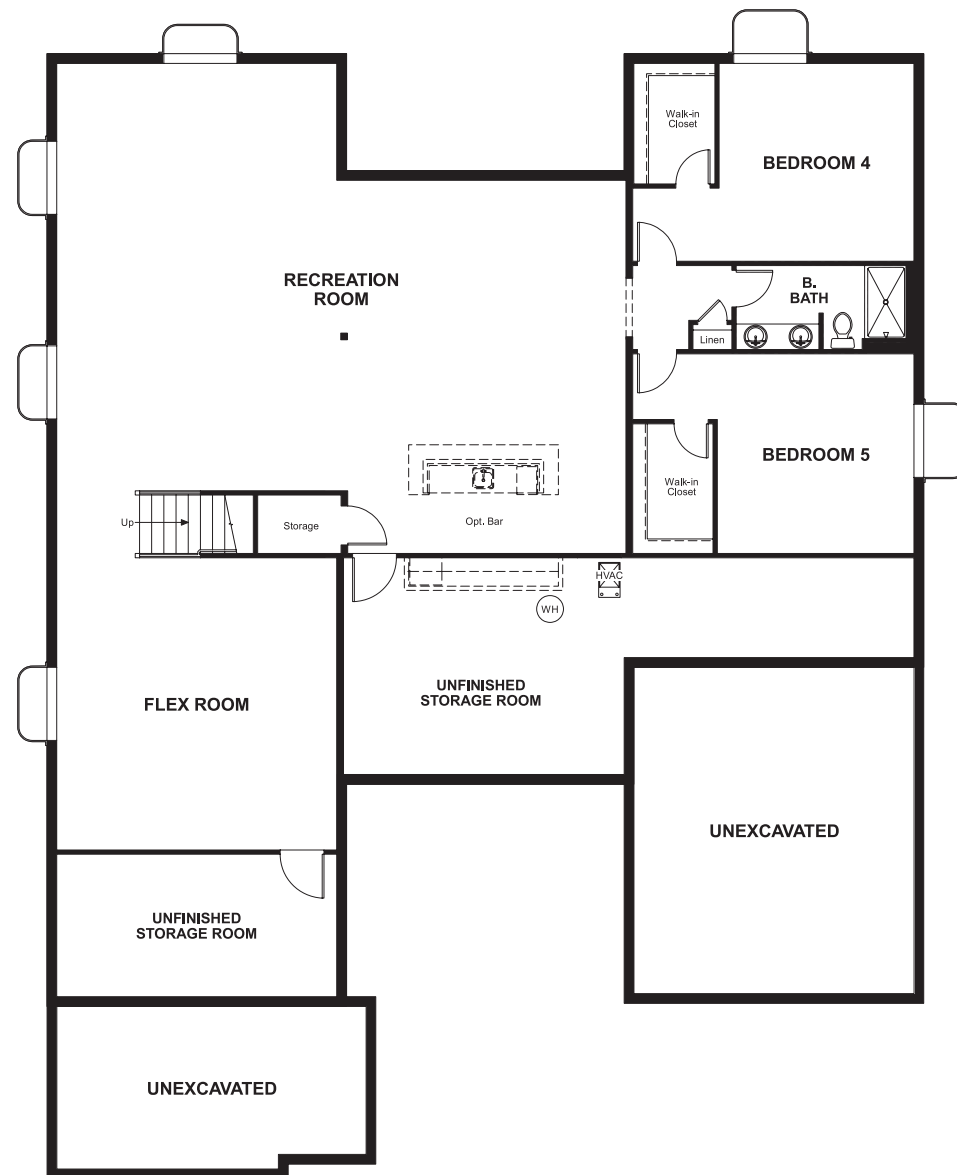 Walk-in
Closet
BEDROOM 4
RECREATION
ROOM
B.
BATH
Linen
BEDROOM 5
Walk-in
Closet
Up
Storage
Opt. Bar
HVAC
WH
FLEX ROOM
UNFINISHED
STORAGE ROOM
UNEXCAVATED
UNFINISHED
STORAGE ROOM
UNEXCAVATED